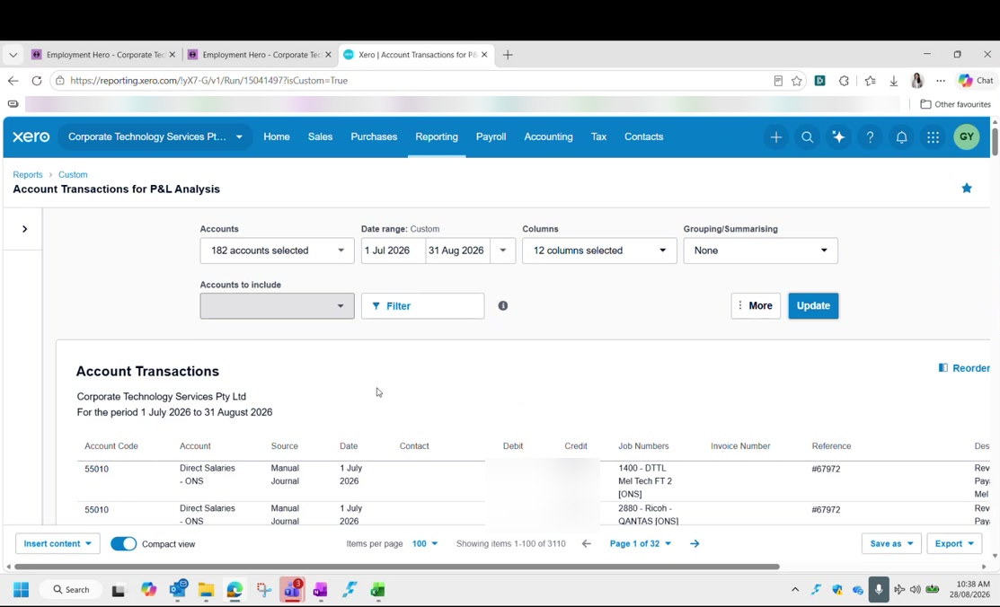 Employment Hero - Corporate Tec
Employment Hero - Corporate Tec
Xero | Account Transactions for P&
https://reporting.xero.com/!yX7-G/v1/Run/15041497?isCustom=True
Chat
Other favourites
xero
Corporate Technology Services Pt...
Home
Sales
Purchases
Reporting
Payroll
Accounting
Tax
Contacts
GY
Reports > Custom
Account Transactions for P&L Analysis
Accounts
Date range: Custom
Columns
Grouping/Summarising
182 accounts selected
1 Jul 2026
31 Aug 2026
12 columns selected
None
Accounts to include
Filter
More
Update
Account Transactions
Reorder
Corporate Technology Services Pty Ltd
For the period 1 July 2026 to 31 August 2026
Account Code
Account
Source
Date
Contact
Debit
Credit
Job Numbers
Invoice Number
Reference
Des
55010
Direct Salaries
- ONS
Manual
Journal
1 July
2026
1400 - DTTL
Mel Tech FT 2
[ONS]
#67972
Rev
Pay
Mel
55010
Direct Salaries
- ONS
Manual
Journal
1 July
2026
2880 - Ricoh -
QANTAS [ONS]
#67972
Rev
Pay
Insert content
Compact view
Items per page
100
Showing items 1-100 of 3110
Page 1 of 32
Save as
Export
Search
3
10:38 AM
28/08/2026